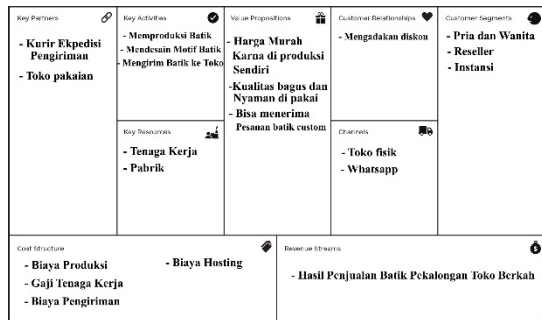 Key Partners
- Kurir Ekpedisi
Pengiriman
- Toko pakaian
Key Activities
- Memproduksi Batik
- Mendesain Motif Batik
- Mengirim Batik ke Toko
Key Resources
- Tenaga Kerja
- Pabrik
Value Propositions
- Harga Murah
Karna di produksi
Sendiri
-Kualitas bagus dan
Nyaman di pakai
- Bisa menerima
Pesanan batik custom
Customer Relationships
- Mengadakan diskon
Channels
- Toko fisik
- Whatsapp
Customer Segments
- Pria dan Wanita
- Reseller
- Instansi
Cost Structure
- Biaya Produksi
- Gaji Tenaga Kerja
- Biaya Pengiriman
- Biaya Hosting
Revenue Streams
- Hasil Penjualan Batik Pekalongan Toko Berkah